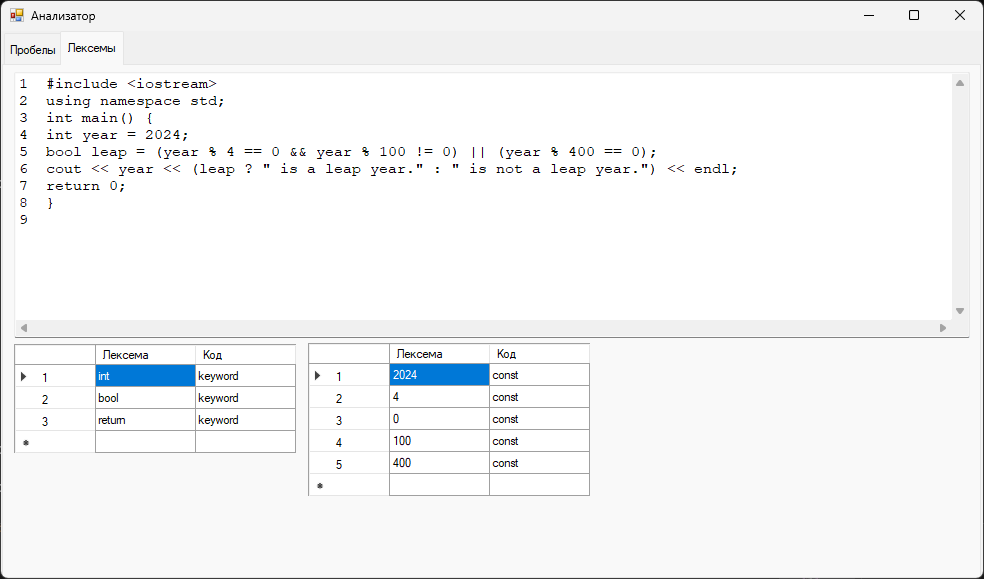 Анализатор
Пробелы Лексемы
1 #include <iostream>
2 using namespace std;
3 int main() {
4 int year = 2024;
5 bool leap = (year % 4 == 0 && year % 100 != 0) || (year % 400 == 0);
6 cout << year << (leap ? " is a leap year." : " is not a leap year.") << endl;
7 return 0;
8 }
9
Лексема Код
1 int keyword
2 bool keyword
3 return keyword
Лексема Код
1 2024 const
2 4 const
3 0 const
4 100 const
5 400 const